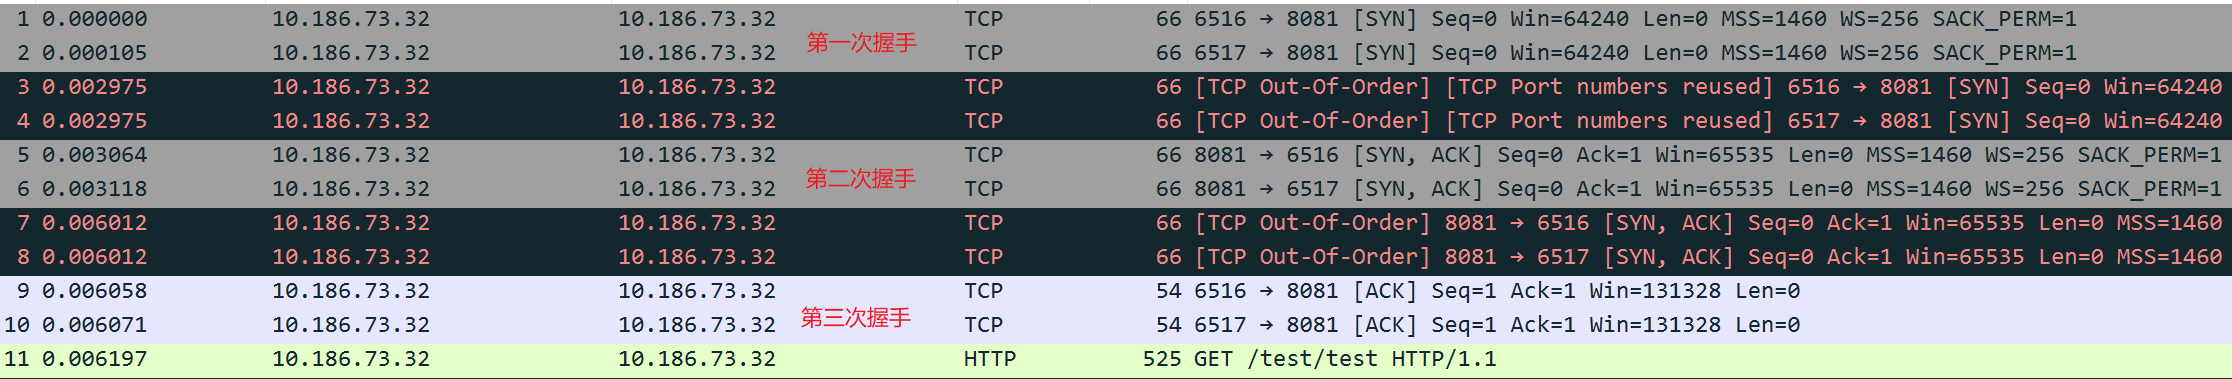 1 0.000000 10.186.73.32 10.186.73.32 TCP 66 6516 → 8081 [SYN] Seq=0 Win=64240 Len=0 MSS=1460 WS=256 SACK_PERM=1
第一次握手
2 0.000105 10.186.73.32 10.186.73.32 TCP 66 6517 → 8081 [SYN] Seq=0 Win=64240 Len=0 MSS=1460 WS=256 SACK_PERM=1
3 0.002975 10.186.73.32 10.186.73.32 TCP 66 [TCP Out-Of-Order] [TCP Port numbers reused] 6516 → 8081 [SYN] Seq=0 Win=64240
4 0.002975 10.186.73.32 10.186.73.32 TCP 66 [TCP Out-Of-Order] [TCP Port numbers reused] 6517 → 8081 [SYN] Seq=0 Win=64240
5 0.003064 10.186.73.32 10.186.73.32 TCP 66 8081 → 6516 [SYN, ACK] Seq=0 Ack=1 Win=65535 Len=0 MSS=1460 WS=256 SACK_PERM=1
第二次握手
6 0.003118 10.186.73.32 10.186.73.32 TCP 66 8081 → 6517 [SYN, ACK] Seq=0 Ack=1 Win=65535 Len=0 MSS=1460 WS=256 SACK_PERM=1
7 0.006012 10.186.73.32 10.186.73.32 TCP 66 [TCP Out-Of-Order] 8081 → 6516 [SYN, ACK] Seq=0 Ack=1 Win=65535 Len=0 MSS=1460
8 0.006012 10.186.73.32 10.186.73.32 TCP 66 [TCP Out-Of-Order] 8081 → 6517 [SYN, ACK] Seq=0 Ack=1 Win=65535 Len=0 MSS=1460
9 0.006058 10.186.73.32 10.186.73.32 TCP 54 6516 → 8081 [ACK] Seq=1 Ack=1 Win=131328 Len=0
第三次握手
10 0.006071 10.186.73.32 10.186.73.32 TCP 54 6517 → 8081 [ACK] Seq=1 Ack=1 Win=131328 Len=0
11 0.006197 10.186.73.32 10.186.73.32 HTTP 525 GET /test/test HTTP/1.1